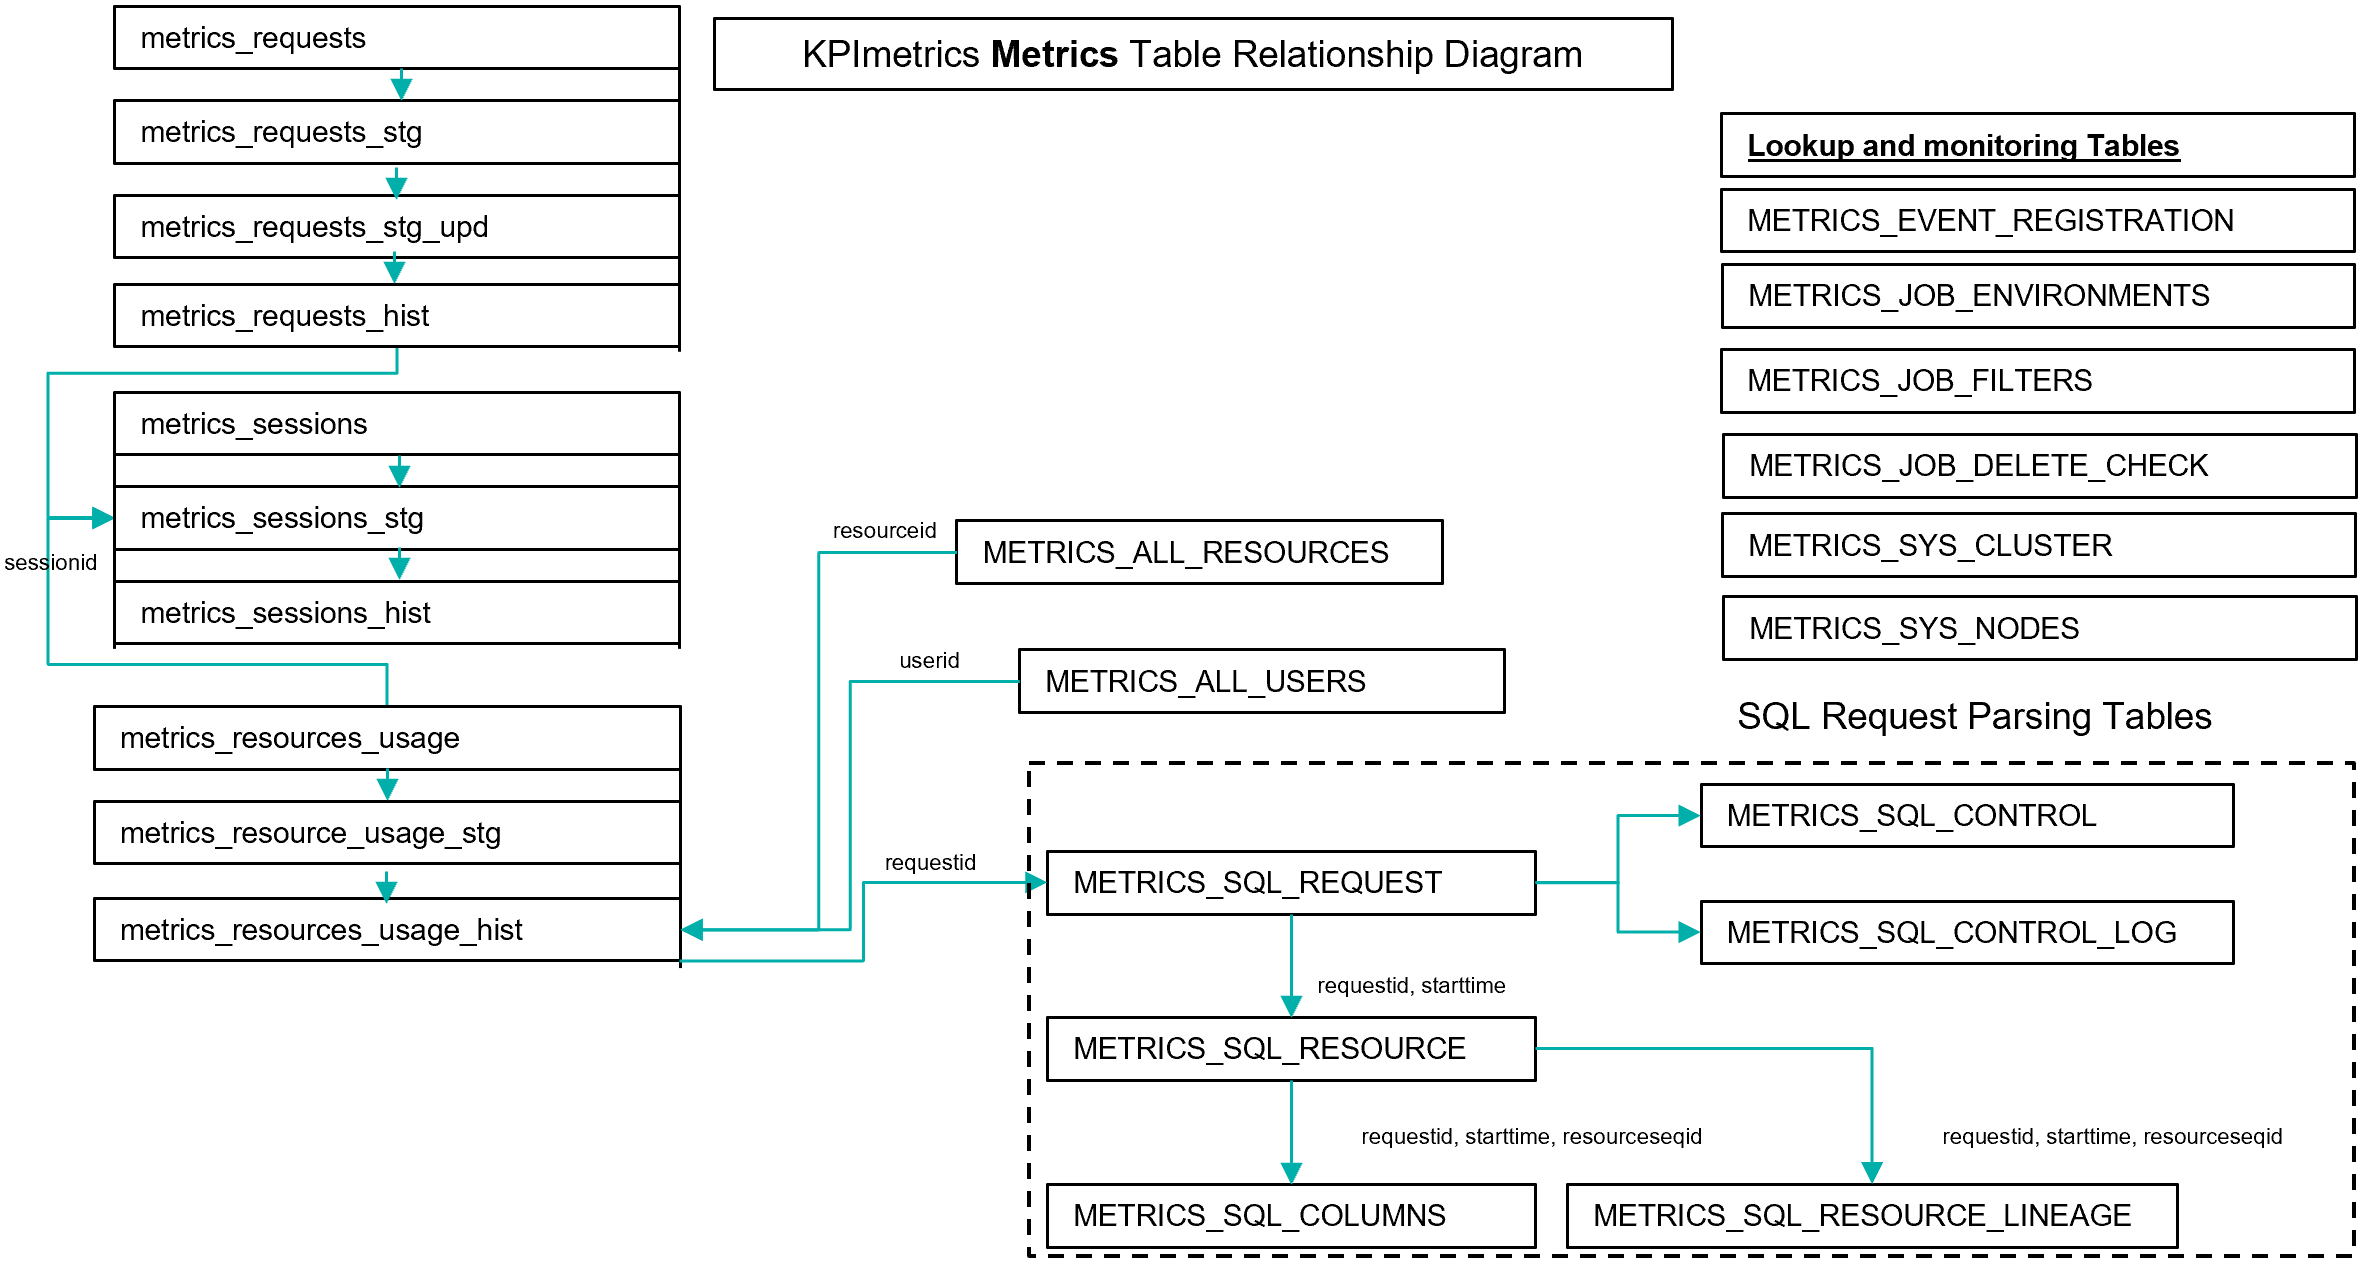 KPImetrics Metrics Table Relationship Diagram
metrics_requests
metrics_requests_stg
metrics_requests_stg_upd
metrics_requests_hist
metrics_sessions
metrics_sessions_stg
sessionid
metrics_sessions_hist
metrics_resources_usage
metrics_resource_usage_stg
metrics_resources_usage_hist
resourceid
METRICS_ALL_RESOURCES
userid
METRICS_ALL_USERS
Lookup and monitoring Tables
METRICS_EVENT_REGISTRATION
METRICS_JOB_ENVIRONMENTS
METRICS_JOB_FILTERS
METRICS_JOB_DELETE_CHECK
METRICS_SYS_CLUSTER
METRICS_SYS_NODES
SQL Request Parsing Tables
requestid
METRICS_SQL_REQUEST
METRICS_SQL_CONTROL
METRICS_SQL_CONTROL_LOG
requestid, starttime
METRICS_SQL_RESOURCE
requestid, starttime, resourceseqid
requestid, starttime, resourceseqid
METRICS_SQL_COLUMNS
METRICS_SQL_RESOURCE_LINEAGE